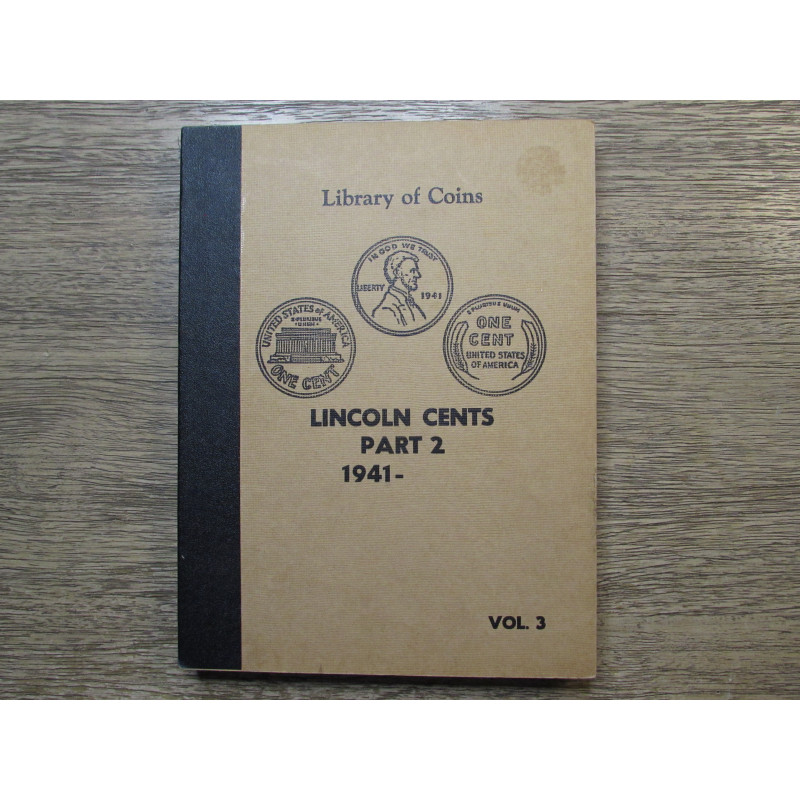 Library of Coins
IN GOD WE TRUST
LIBERTY
1941
UNITED STATES of AMERICA
E·PLURIBUS
·UNUM·
ONE CENT
E PLURIBUS UNUM
ONE
CENT
UNITED STATES
OF AMERICA
LINCOLN CENTS
PART 2
1941-
VOL. 3